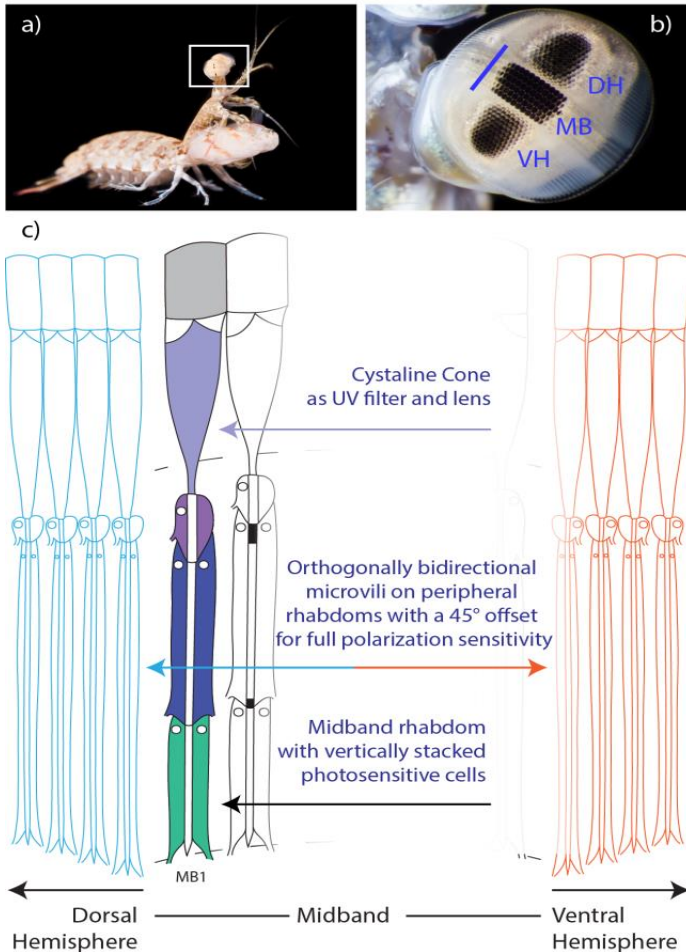 a)
b)
DH
MB
VH
c)
Cystaline Cone
as UV filter and lens
Orthogonally bidirectional
microvili on peripheral
rhabdoms with a 45° offset
for full polarization sensitivity
Midband rhabdom
with vertically stacked
photosensitive cells
MB1
Dorsal
Hemisphere
Midband
Ventral
Hemisphere